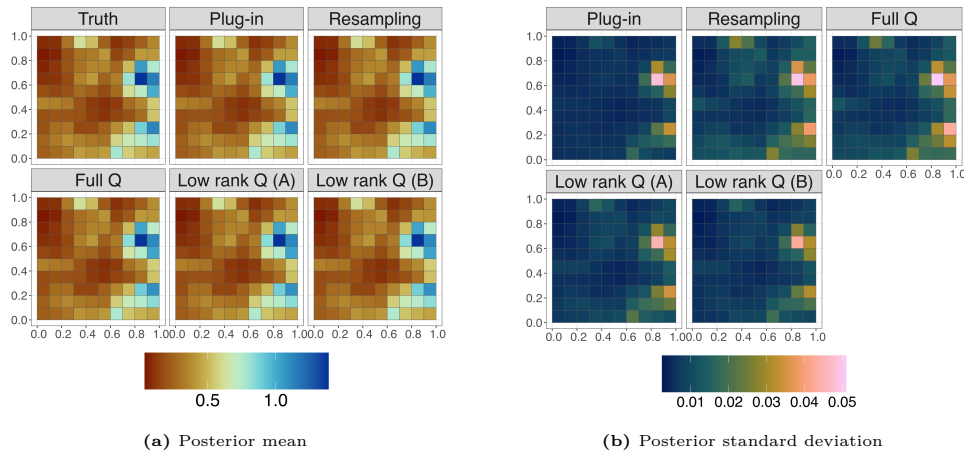 Truth Plug-in Resampling
1.0
0.8
0.6
0.4
0.2
0.0
Full Q Low rank Q (A) Low rank Q (B)
1.0
0.8
0.6
0.4
0.2
0.0
0.0 0.2 0.4 0.6 0.8 1.0 0.0 0.2 0.4 0.6 0.8 1.0 0.0 0.2 0.4 0.6 0.8 1.0
0.5 1.0
(a) Posterior mean
Plug-in Resampling Full Q
1.0
0.8
0.6
0.4
0.2
0.0
0.0 0.2 0.4 0.6 0.8 1.0
Low rank Q (A) Low rank Q (B)
1.0
0.8
0.6
0.4
0.2
0.0
0.0 0.2 0.4 0.6 0.8 1.0 0.0 0.2 0.4 0.6 0.8 1.0
0.01 0.02 0.03 0.04 0.05
(b) Posterior standard deviation